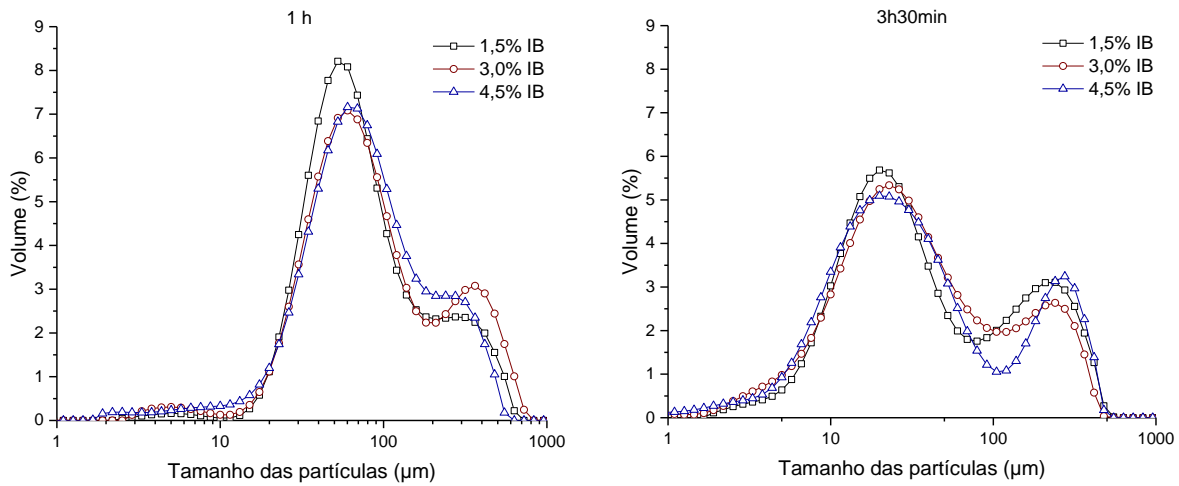 1 h
9
8
7
6
5
4
3
2
1
0
Volume (%)
1,5% IB
3,0% IB
4,5% IB
1
10
100
1000
Tamanho das partículas (µm)
3h30min
9
8
7
6
5
4
3
2
1
0
Volume (%)
1,5% IB
3,0% IB
4,5% IB
1
10
100
1000
Tamanho das partículas (µm)